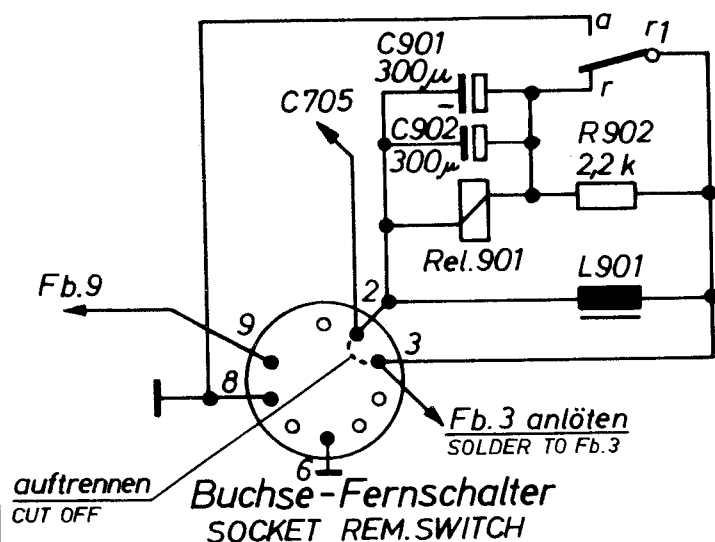 a
r1
C901
300µ
–
r
C705
C902
300µ
R902
2,2 k
Rel.901
L901
Fb.9
9
2
3
8
6
Fb.3 anlöten
SOLDER TO Fb.3
auftrennen
CUT OFF
Buchse-Fernschalter
SOCKET REM. SWITCH